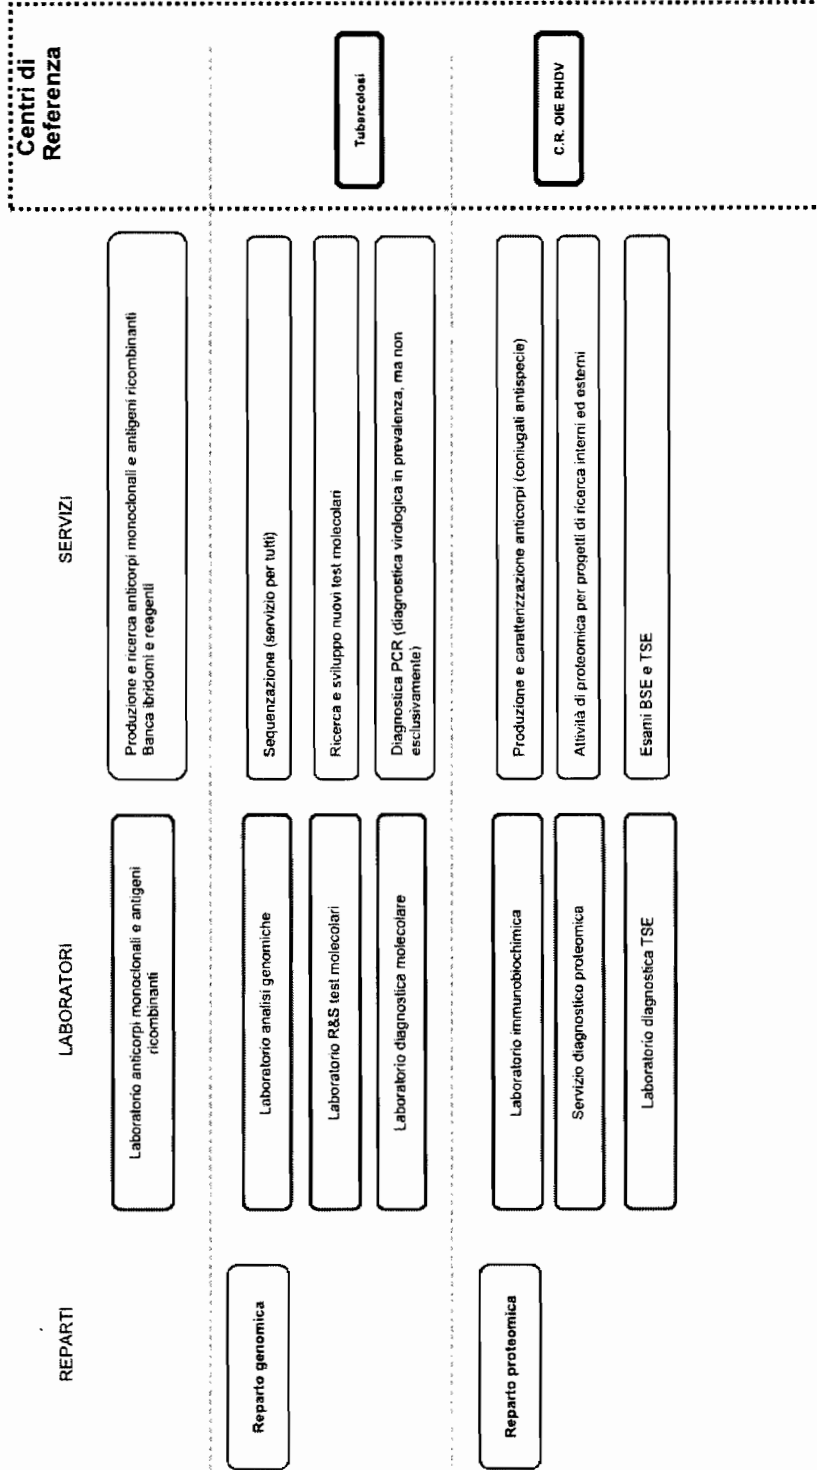 REPARTI
LABORATORI
SERVIZI
Centri di
Referenza
Laboratorio anticorpi monoclonali e antigeni
ricombinanti
Produzione e ricerca anticorpi monoclonali e antigeni ricombinanti
Banca ibridomi e reagenti
Reparto genomica
Laboratorio analisi genomiche
Sequenzazione (servizio per tutti)
Laboratorio R&S test molecolari
Ricerca e sviluppo nuovi test molecolari
Laboratorio diagnostica molecolare
Diagnostica PCR (diagnostica virologica in prevalenza, ma non
esclusivamente)
Tubercolosi
Reparto proteomica
Laboratorio immunobiochimica
Produzione e caratterizzazione anticorpi (coniugati antispecie)
Servizio diagnostico proteomica
Attività di proteomica per progetti di ricerca interni ed esterni
Laboratorio diagnostica TSE
Esami BSE e TSE
C.R. OIE RHDV